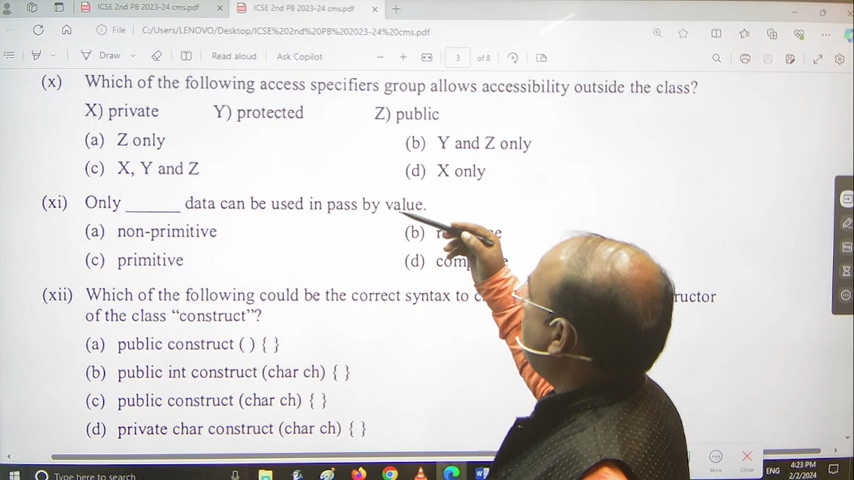 ICSE 2nd PB 2023-24 cms.pdf
ICSE 2nd PB 2023-24 cms.pdf
File
C:/Users/LENOVO/Desktop/ICSE%202nd%20PB%202023-24%20cms.pdf
Draw
Read aloud
Ask Copilot
3 of 8
(x) Which of the following access specifiers group allows accessibility outside the class?
X) private Y) protected Z) public
(a) Z only (b) Y and Z only
(c) X, Y and Z (d) X only
(xi) Only ______ data can be used in pass by value.
(a) non-primitive (b)
(c) primitive (d)
(xii) Which of the following could be the correct syntax to
of the class “construct”?
(a) public construct ( ) { }
(b) public int construct (char ch) { }
(c) public construct (char ch) { }
(d) private char construct (char ch) { }
More
Close
Type here to search
ENG
4:23 PM
2/2/2024